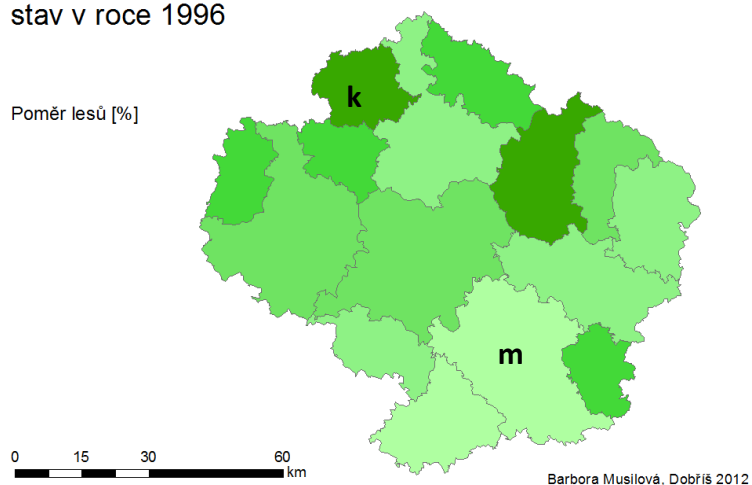 stav v roce 1996
k
Poměr lesů [%]
m
0 15 30 60
km
Barbora Musilová, Dobříš 2012